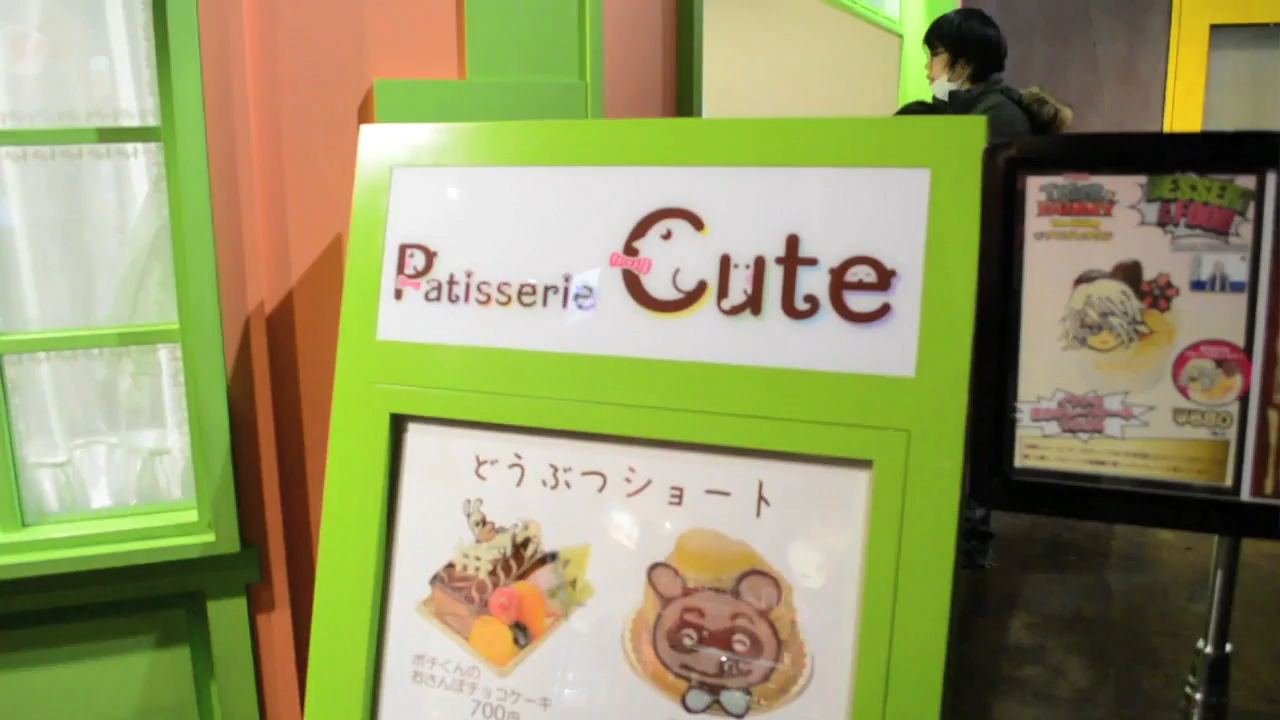 Patisserie Cute
どうぶつショート
ポチくんの
おさんぽチョコケーキ
700円
TIGER
& BUNNY
DESSERT
& FOOD
¥680